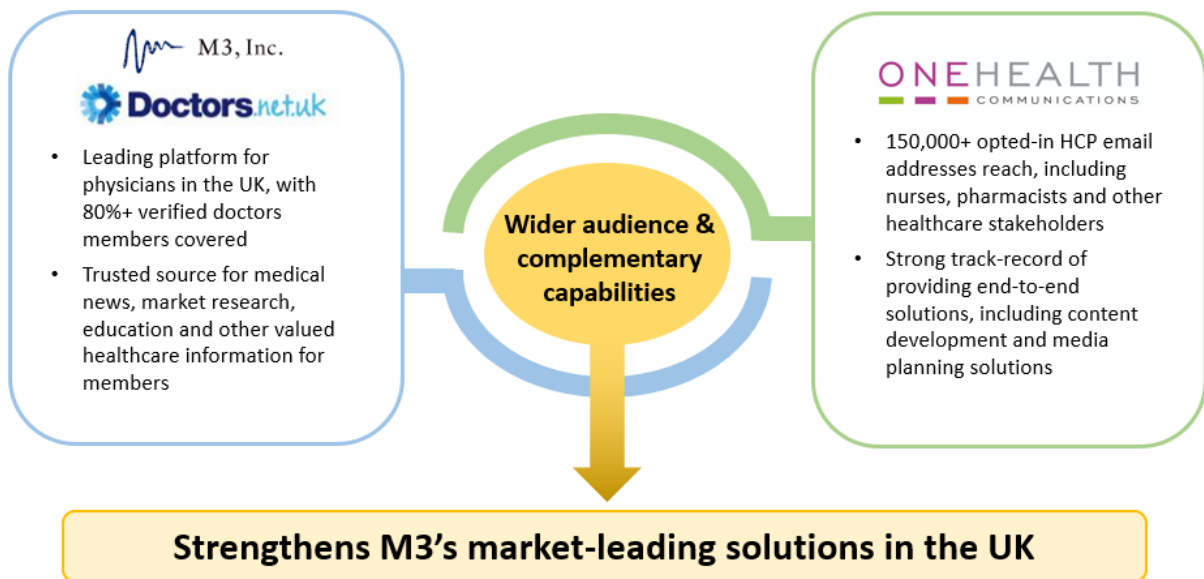 M3, Inc.
Doctors.net.uk
• Leading platform for
physicians in the UK, with
80%+ verified doctors
members covered
• Trusted source for medical
news, market research,
education and other valued
healthcare information for
members
Wider audience &
complementary
capabilities
ONEHEALTH
COMMUNICATIONS
• 150,000+ opted-in HCP email
addresses reach, including
nurses, pharmacists and other
healthcare stakeholders
• Strong track-record of
providing end-to-end
solutions, including content
development and media
planning solutions
Strengthens M3’s market-leading solutions in the UK